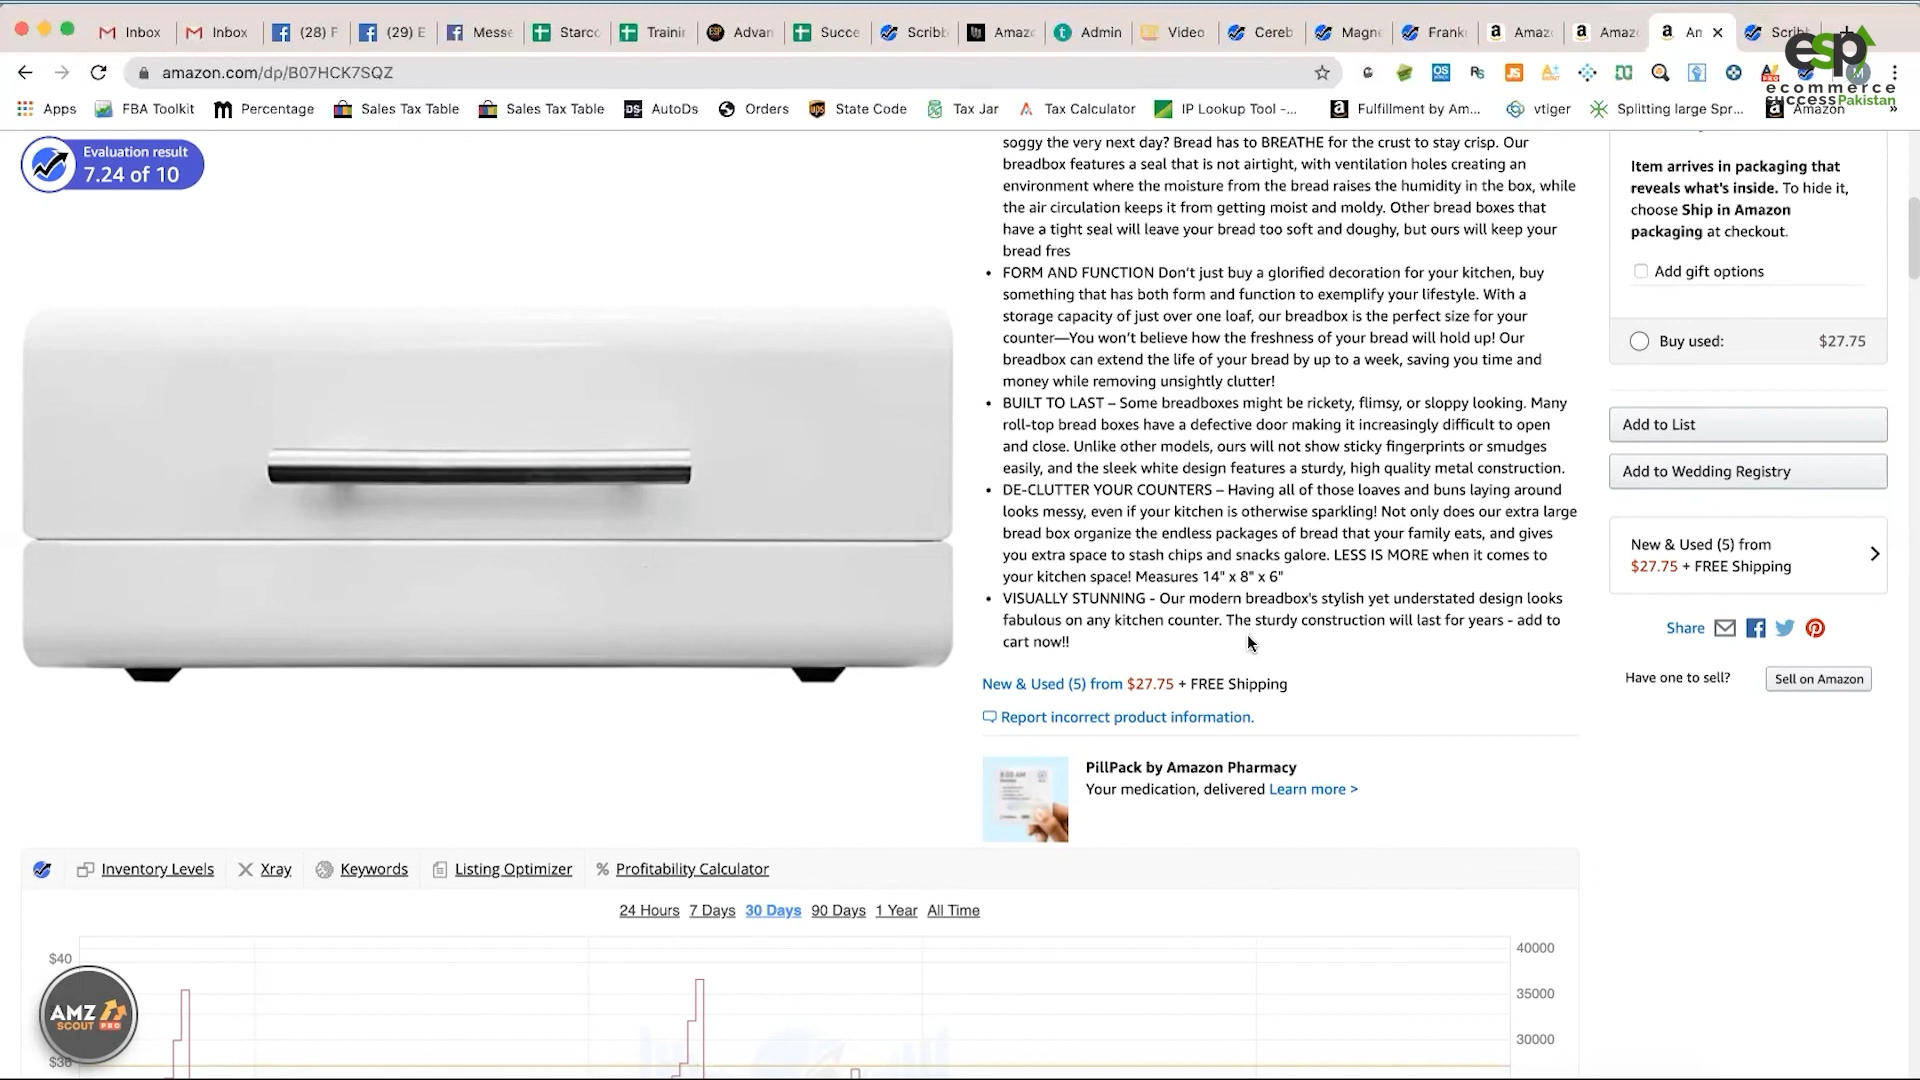 Inbox
Inbox
(28) F
(29) E
Messe
Starco
Trainin
Advan
Succe
Scribb
Amazo
Admin
Video
Cereb
Magne
Frank
Amazo
Amazo
Am
Scribb
esp
ecommerce
success Pakistan
amazon.com/dp/B07HCK7SQZ
Apps
FBA Toolkit
Percentage
Sales Tax Table
Sales Tax Table
AutoDs
Orders
State Code
Tax Jar
Tax Calculator
IP Lookup Tool -...
Fulfillment by Am...
vtiger
Splitting large Spr...
Amazon
Evaluation result
7.24 of 10
soggy the very next day? Bread has to BREATHE for the crust to stay crisp. Our
breadbox features a seal that is not airtight, with ventilation holes creating an
environment where the moisture from the bread raises the humidity in the box, while
the air circulation keeps it from getting moist and moldy. Other bread boxes that
have a tight seal will leave your bread too soft and doughy, but ours will keep your
bread fres
• FORM AND FUNCTION Don't just buy a glorified decoration for your kitchen, buy
something that has both form and function to exemplify your lifestyle. With a
storage capacity of just over one loaf, our breadbox is the perfect size for your
counter—You won't believe how the freshness of your bread will hold up! Our
breadbox can extend the life of your bread by up to a week, saving you time and
money while removing unsightly clutter!
• BUILT TO LAST – Some breadboxes might be rickety, flimsy, or sloppy looking. Many
roll-top bread boxes have a defective door making it increasingly difficult to open
and close. Unlike other models, ours will not show sticky fingerprints or smudges
easily, and the sleek white design features a sturdy, high quality metal construction.
• DE-CLUTTER YOUR COUNTERS – Having all of those loaves and buns laying around
looks messy, even if your kitchen is otherwise sparkling! Not only does our extra large
bread box organize the endless packages of bread that your family eats, and gives
you extra space to stash chips and snacks galore. LESS IS MORE when it comes to
your kitchen space! Measures 14" x 8" x 6"
• VISUALLY STUNNING - Our modern breadbox's stylish yet understated design looks
fabulous on any kitchen counter. The sturdy construction will last for years - add to
cart now!!
New & Used (5) from $27.75 + FREE Shipping
Report incorrect product information.
PillPack by Amazon Pharmacy
Your medication, delivered Learn more >
Item arrives in packaging that
reveals what's inside. To hide it,
choose Ship in Amazon
packaging at checkout.
Add gift options
Buy used: $27.75
Add to List
Add to Wedding Registry
New & Used (5) from
$27.75 + FREE Shipping
Share
Have one to sell? Sell on Amazon
Inventory Levels
Xray
Keywords
Listing Optimizer
% Profitability Calculator
24 Hours 7 Days 30 Days 90 Days 1 Year All Time
$40
40000
35000
30000
AMZ
SCOUT PRO